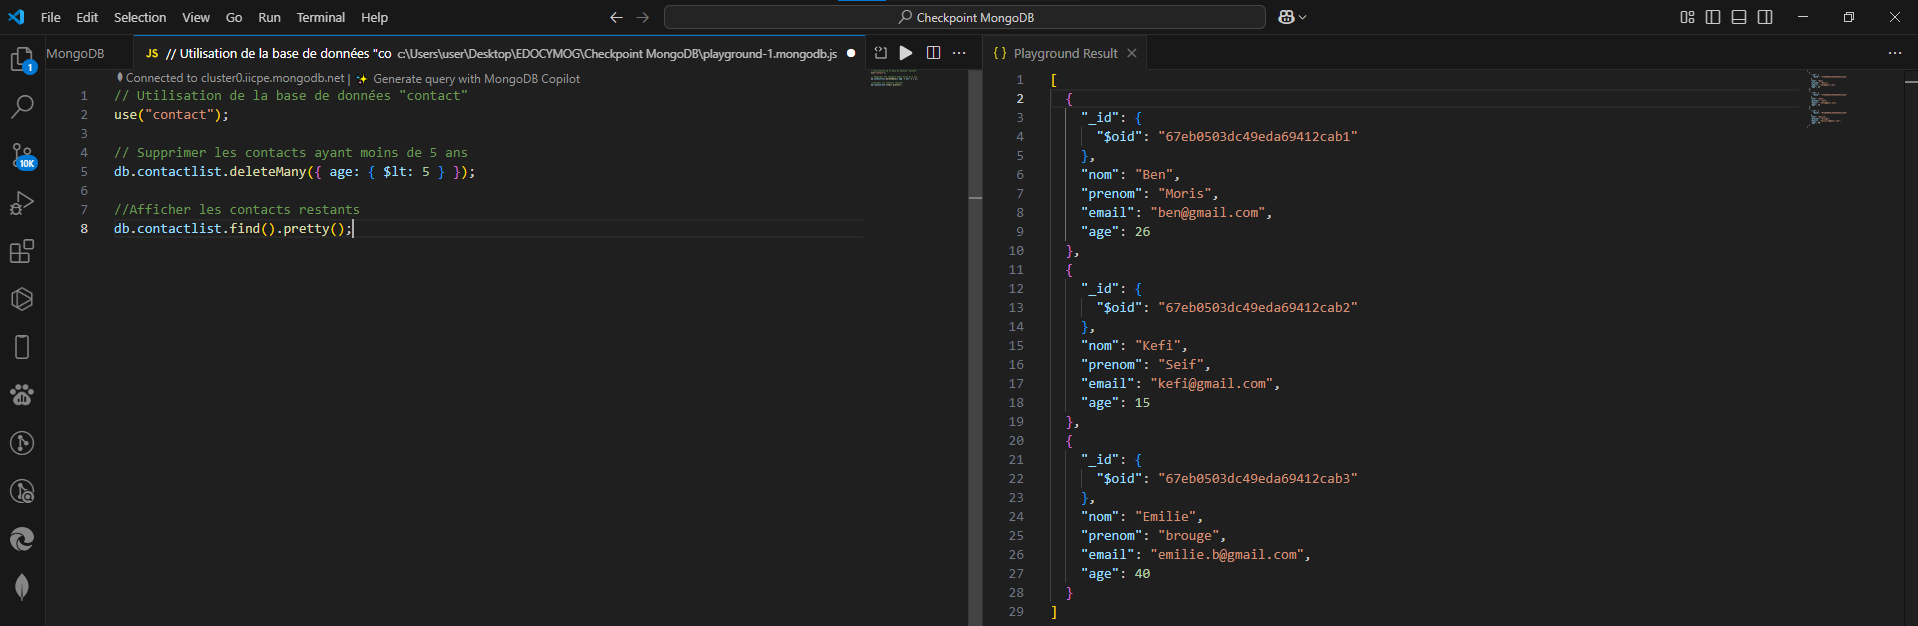 File Edit Selection View Go Run Terminal Help
Checkpoint MongoDB
MongoDB
JS // Utilisation de la base de données "co c:\Users\user\Desktop\EDOCYMOG\Checkpoint MongoDB\playground-1.mongodb.js
Connected to cluster0.iicpe.mongodb.net | Generate query with MongoDB Copilot
1 // Utilisation de la base de données "contact"
2 use("contact");
3
4 // Supprimer les contacts ayant moins de 5 ans
5 db.contactlist.deleteMany({ age: { $lt: 5 } });
6
7 //Afficher les contacts restants
8 db.contactlist.find().pretty();
1
10K
{ } Playground Result
1 [
2 {
3 "_id": {
4 "$oid": "67eb0503dc49eda69412cab1"
5 },
6 "nom": "Ben",
7 "prenom": "Moris",
8 "email": "ben@gmail.com",
9 "age": 26
10 },
11 {
12 "_id": {
13 "$oid": "67eb0503dc49eda69412cab2"
14 },
15 "nom": "Kefi",
16 "prenom": "Seif",
17 "email": "kefi@gmail.com",
18 "age": 15
19 },
20 {
21 "_id": {
22 "$oid": "67eb0503dc49eda69412cab3"
23 },
24 "nom": "Emilie",
25 "prenom": "brouge",
26 "email": "emilie.b@gmail.com",
27 "age": 40
28 }
29 ]